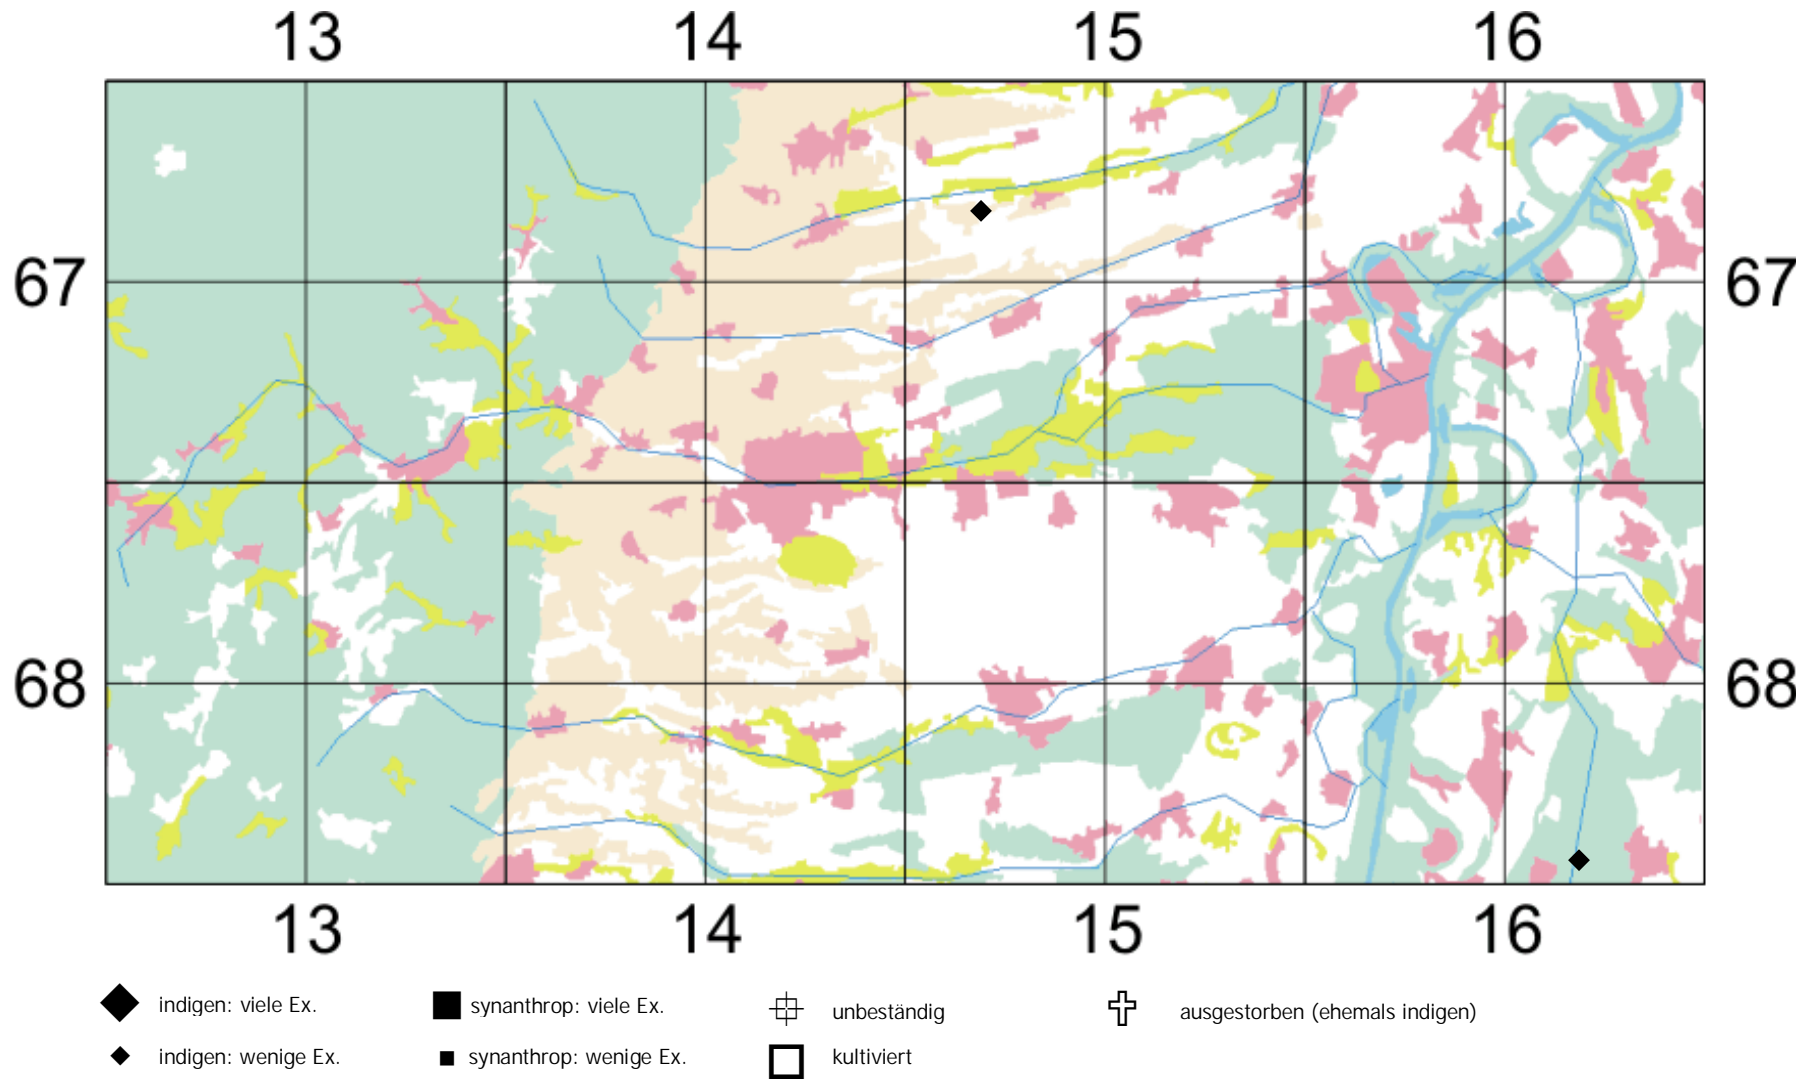 13 14 15 16
67 67
68 68
13 14 15 16
indigen: viele Ex. synanthrop: viele Ex. unbeständig ausgestorben (ehemals indigen)
indigen: wenige Ex. synanthrop: wenige Ex. kultiviert